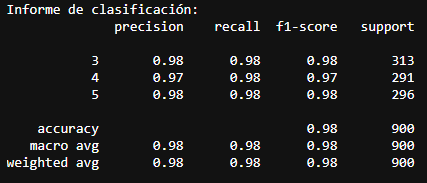 Informe de clasificación:
precision recall f1-score support
3 0.98 0.98 0.98 313
4 0.97 0.98 0.97 291
5 0.98 0.98 0.98 296
accuracy 0.98 900
macro avg 0.98 0.98 0.98 900
weighted avg 0.98 0.98 0.98 900